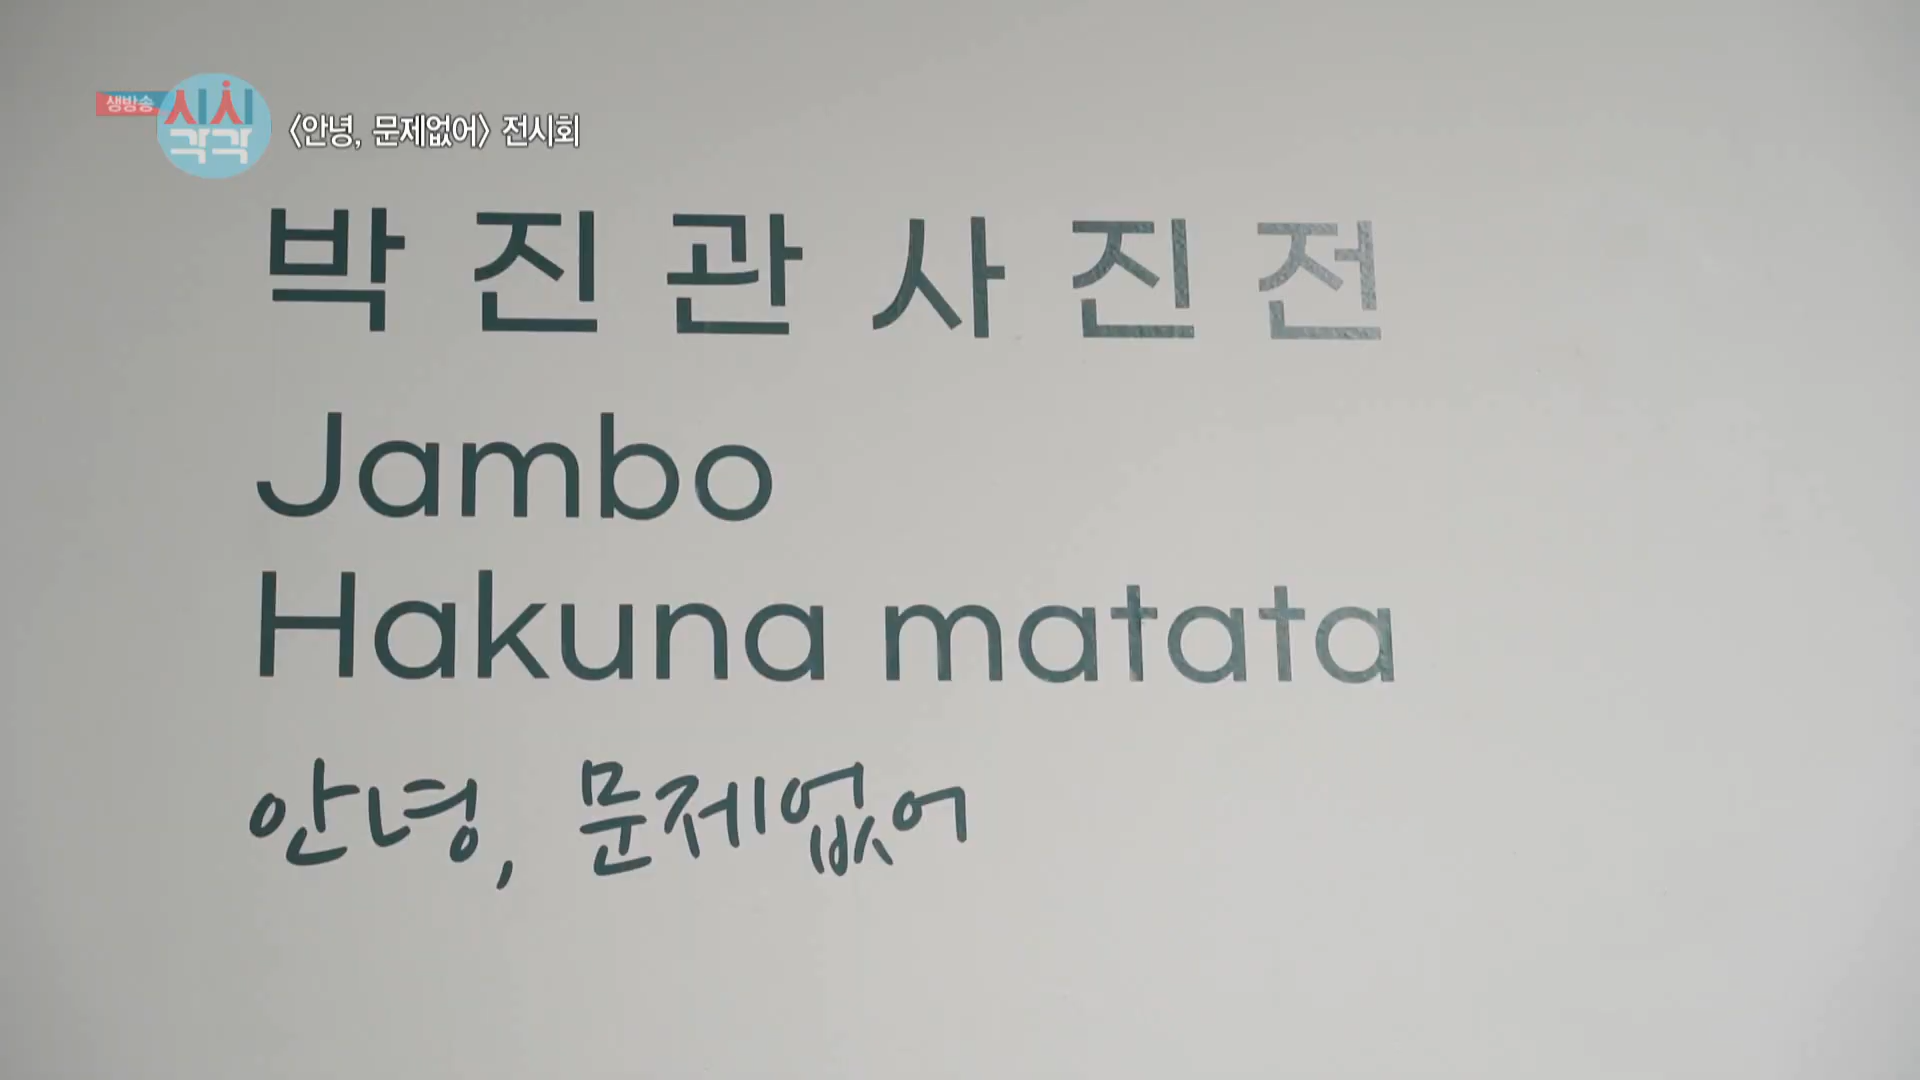 생방송 시시각각
<안녕, 문제없어> 전시회
박진관 사진전
Jambo
Hakuna matata
안녕, 문제없어